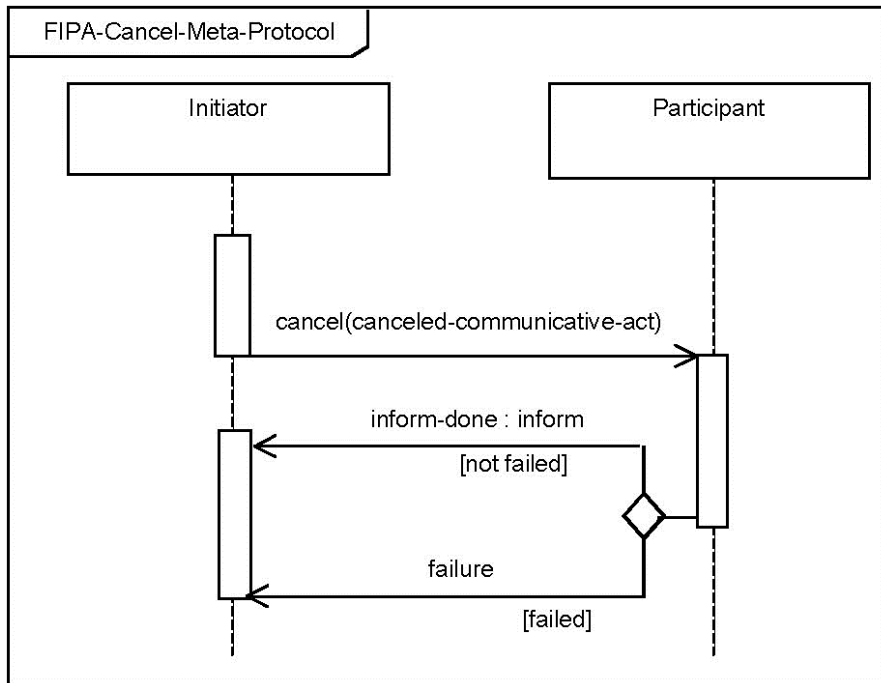 FIPA-Cancel-Meta-Protocol
Initiator
Participant
cancel(canceled-communicative-act)
inform-done : inform
[not failed]
failure
[failed]